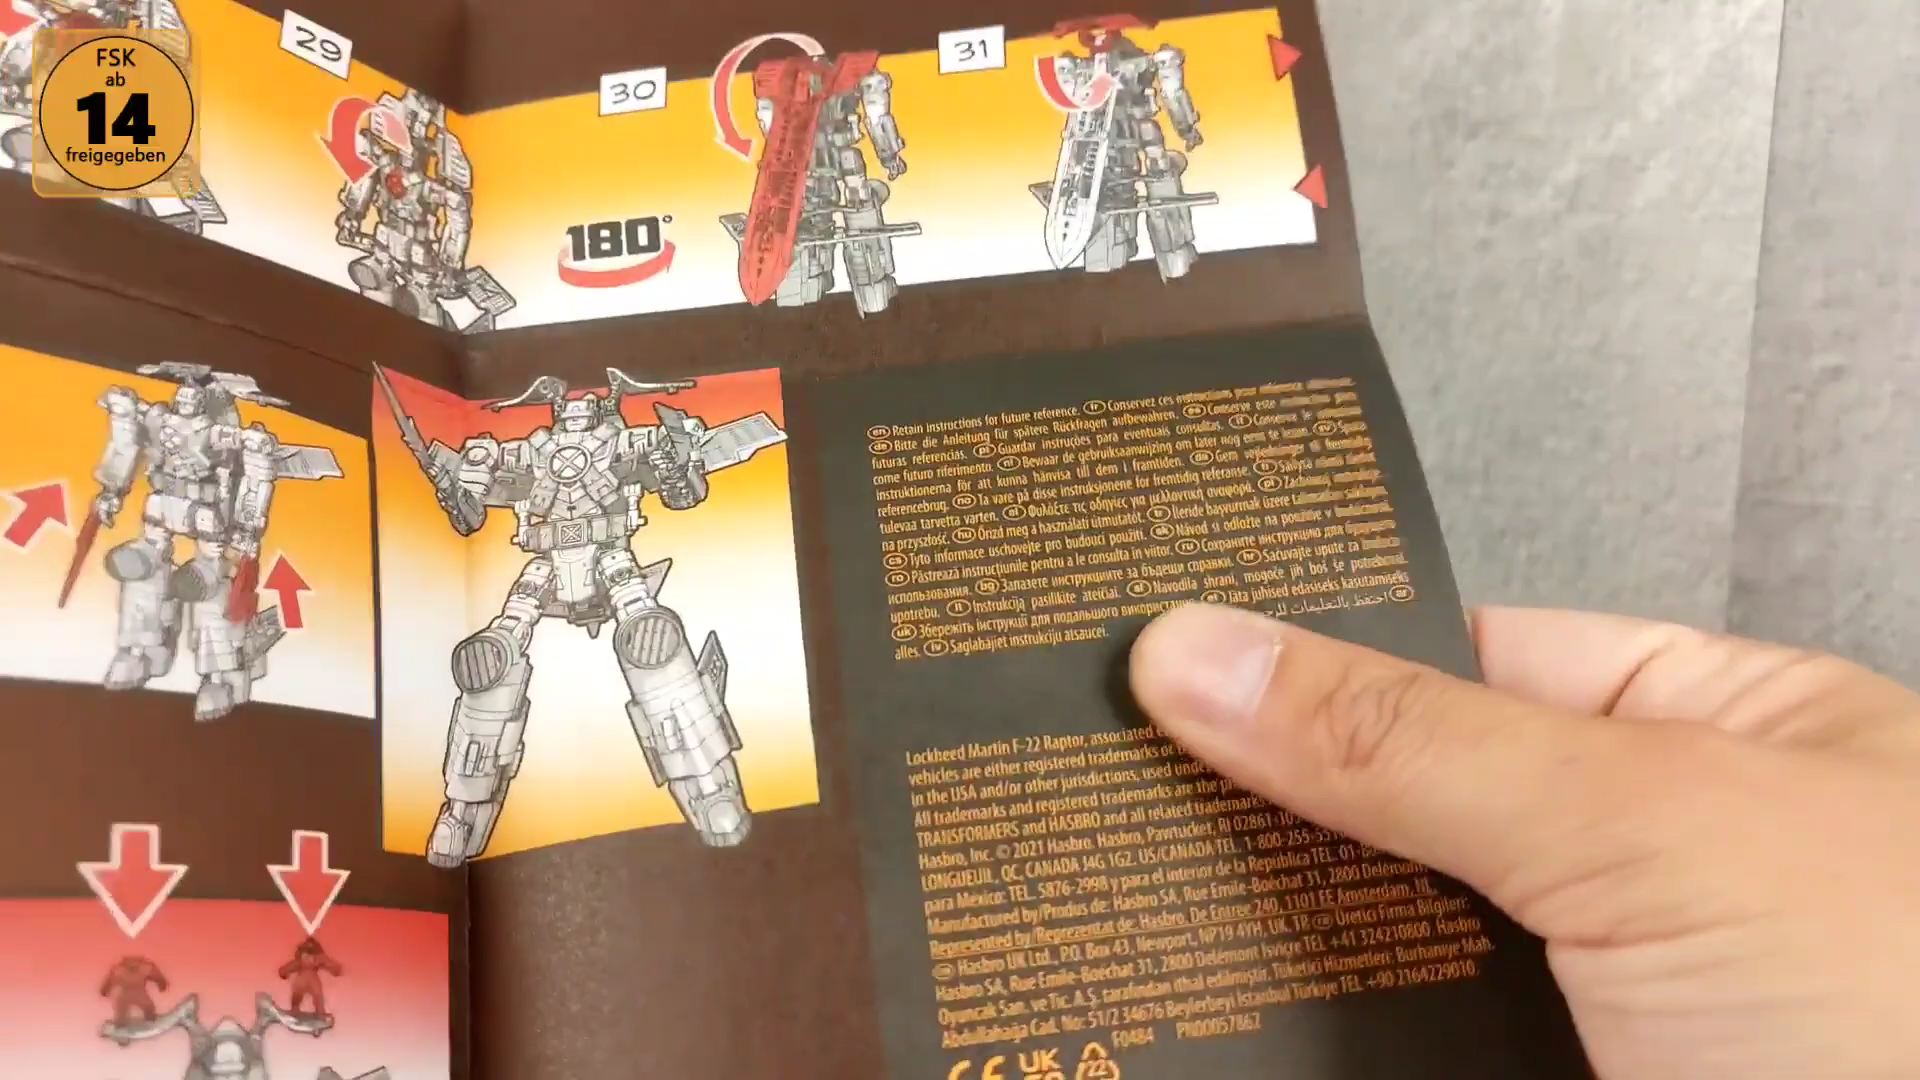 FSK
ab
14
freigegeben
29
30
31
180°
(en) Retain instructions for future reference. (fr) Conservez ces instructions pour référence
(de) Bitte die Anleitung für spätere Rückfragen aufbewahren. (es) Conserve este
futuras referencias. (pt) Guardar instruções para eventuais consultas. (it) Conserva le
come futuro riferimento. (nl) Bewaar de gebruiksaanwijzing om later nog eens te lezen. (sv) Spara
instruktionerna för att kunna hänvisa till dem i framtiden. (da) Gem
referencebrug. (no) Ta vare på disse instruksjonene for fremtidig referanse. (fi) Säilytä nämä
tulevaa tarvetta varten. (el) Φυλάξτε τις οδηγίες για μελλοντική αναφορά. (pl) Zachowaj
na przyszłość. (hu) Őrizd meg a használati útmutatót. (tr) İleride başvurmak üzere
(cs) Tyto informace uschovejte pro budoucí použití. (sk) Návod si odložte na použitie v
(ro) Păstrează instrucțiunile pentru a le consulta în viitor. (ru) Сохраните инструкцию для
использования. (bg) Запазете инструкциите за бъдещи справки. (hr) Sačuvajte upute za
upotrebu. (lt) Instrukciją pasilikite ateičiai. (sl) Navodila shrani, mogoče jih boš še potreboval.
(uk) Збережіть інструкції для подальшого використання. (et) Jäta juhised edasiseks kasutamiseks
alles. (lv) Saglabājiet instrukciju atsaucei. احتفظ بالتعليمات (ar)
Lockheed Martin F-22 Raptor, associated
vehicles are either registered trademarks or
in the USA and/or other jurisdictions, used under
All trademarks and registered trademarks are the
TRANSFORMERS and HASBRO and all related trademarks
Hasbro, Inc. © 2021 Hasbro. Hasbro, Pawtucket, RI 02861-
LONGUEUIL, QC, CANADA J4G 1G2. US/CANADA TEL. 1-800-255-
para México: TEL. 5876-2998 y para el interior de la República TEL. 01-
Manufactured by/Produs de: Hasbro SA, Rue Emile-Boéchat 31, 2800 Delémont,
Represented by/Reprezentat de: Hasbro, De Entree 240, 1101 EE Amsterdam, NL.
Hasbro UK Ltd., P.O. Box 43, Newport, NP19 4YH, UK. (TR) Üretici Firma Bilgileri:
Hasbro SA, Rue Emile-Boéchat 31, 2800 Delémont İsviçre TEL +41 324210800. Hasbro
Oyuncak San. ve Tic. A.Ş. tarafından ithal edilmiştir. Tüketici Hizmetleri: Burhaniye Mah.
Abdullahağa Cad. No: 51/2 34676 Beylerbeyi İstanbul Türkiye TEL +90 2164229010.
F0484 PN00057862
CE UK 22